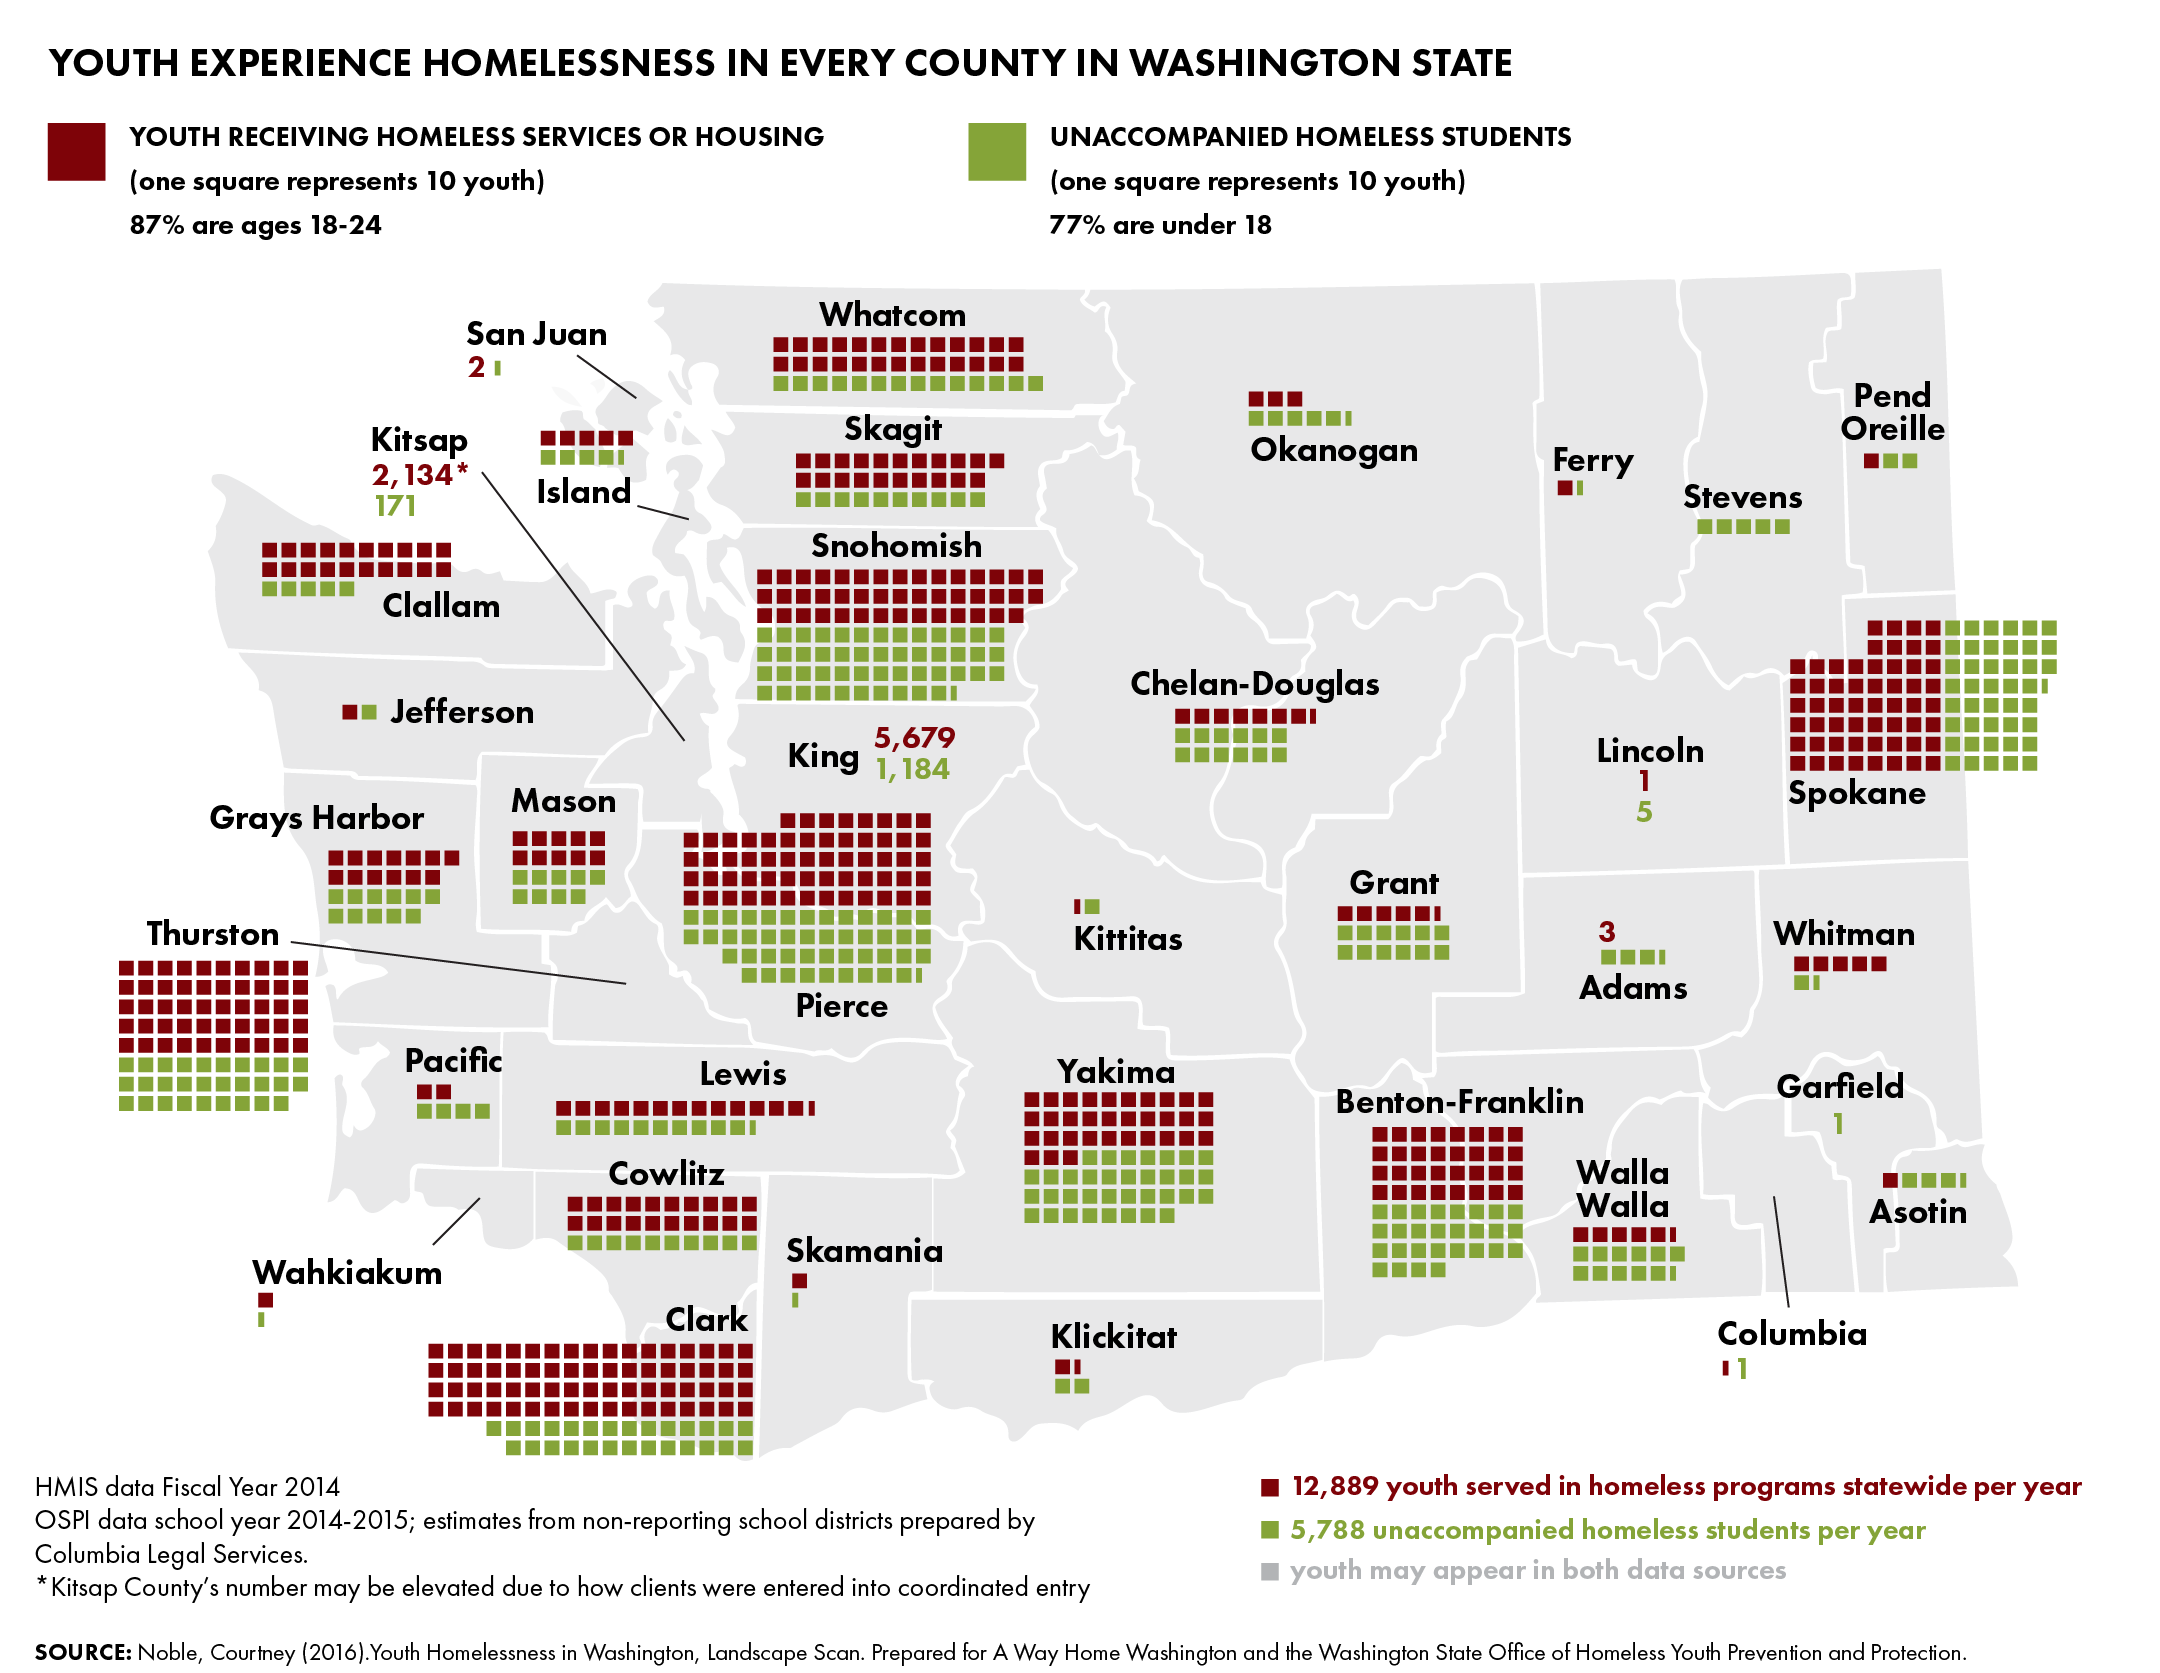 YOUTH EXPERIENCE HOMELESSNESS IN EVERY COUNTY IN WASHINGTON STATE
YOUTH RECEIVING HOMELESS SERVICES OR HOUSING
(one square represents 10 youth)
87% are ages 18-24
UNACCOMPANIED HOMELESS STUDENTS
(one square represents 10 youth)
77% are under 18
San Juan
2
Whatcom
Kitsap
2,134*
171
Island
Skagit
Okanogan
Ferry
Stevens
Pend
Oreille
Clallam
Snohomish
Jefferson
Chelan-Douglas
King
5,679
1,184
Lincoln
1
5
Spokane
Grays Harbor
Mason
Thurston
Pierce
Kittitas
Grant
3
Adams
Whitman
Pacific
Lewis
Yakima
Benton-Franklin
Garfield
1
Walla
Walla
Asotin
Cowlitz
Wahkiakum
Skamania
Clark
Klickitat
Columbia
1
HMIS data Fiscal Year 2014
OSPI data school year 2014-2015; estimates from non-reporting school districts prepared by
Columbia Legal Services.
*Kitsap County’s number may be elevated due to how clients were entered into coordinated entry
12,889 youth served in homeless programs statewide per year
5,788 unaccompanied homeless students per year
youth may appear in both data sources
SOURCE: Noble, Courtney (2016).Youth Homelessness in Washington, Landscape Scan. Prepared for A Way Home Washington and the Washington State Office of Homeless Youth Prevention and Protection.